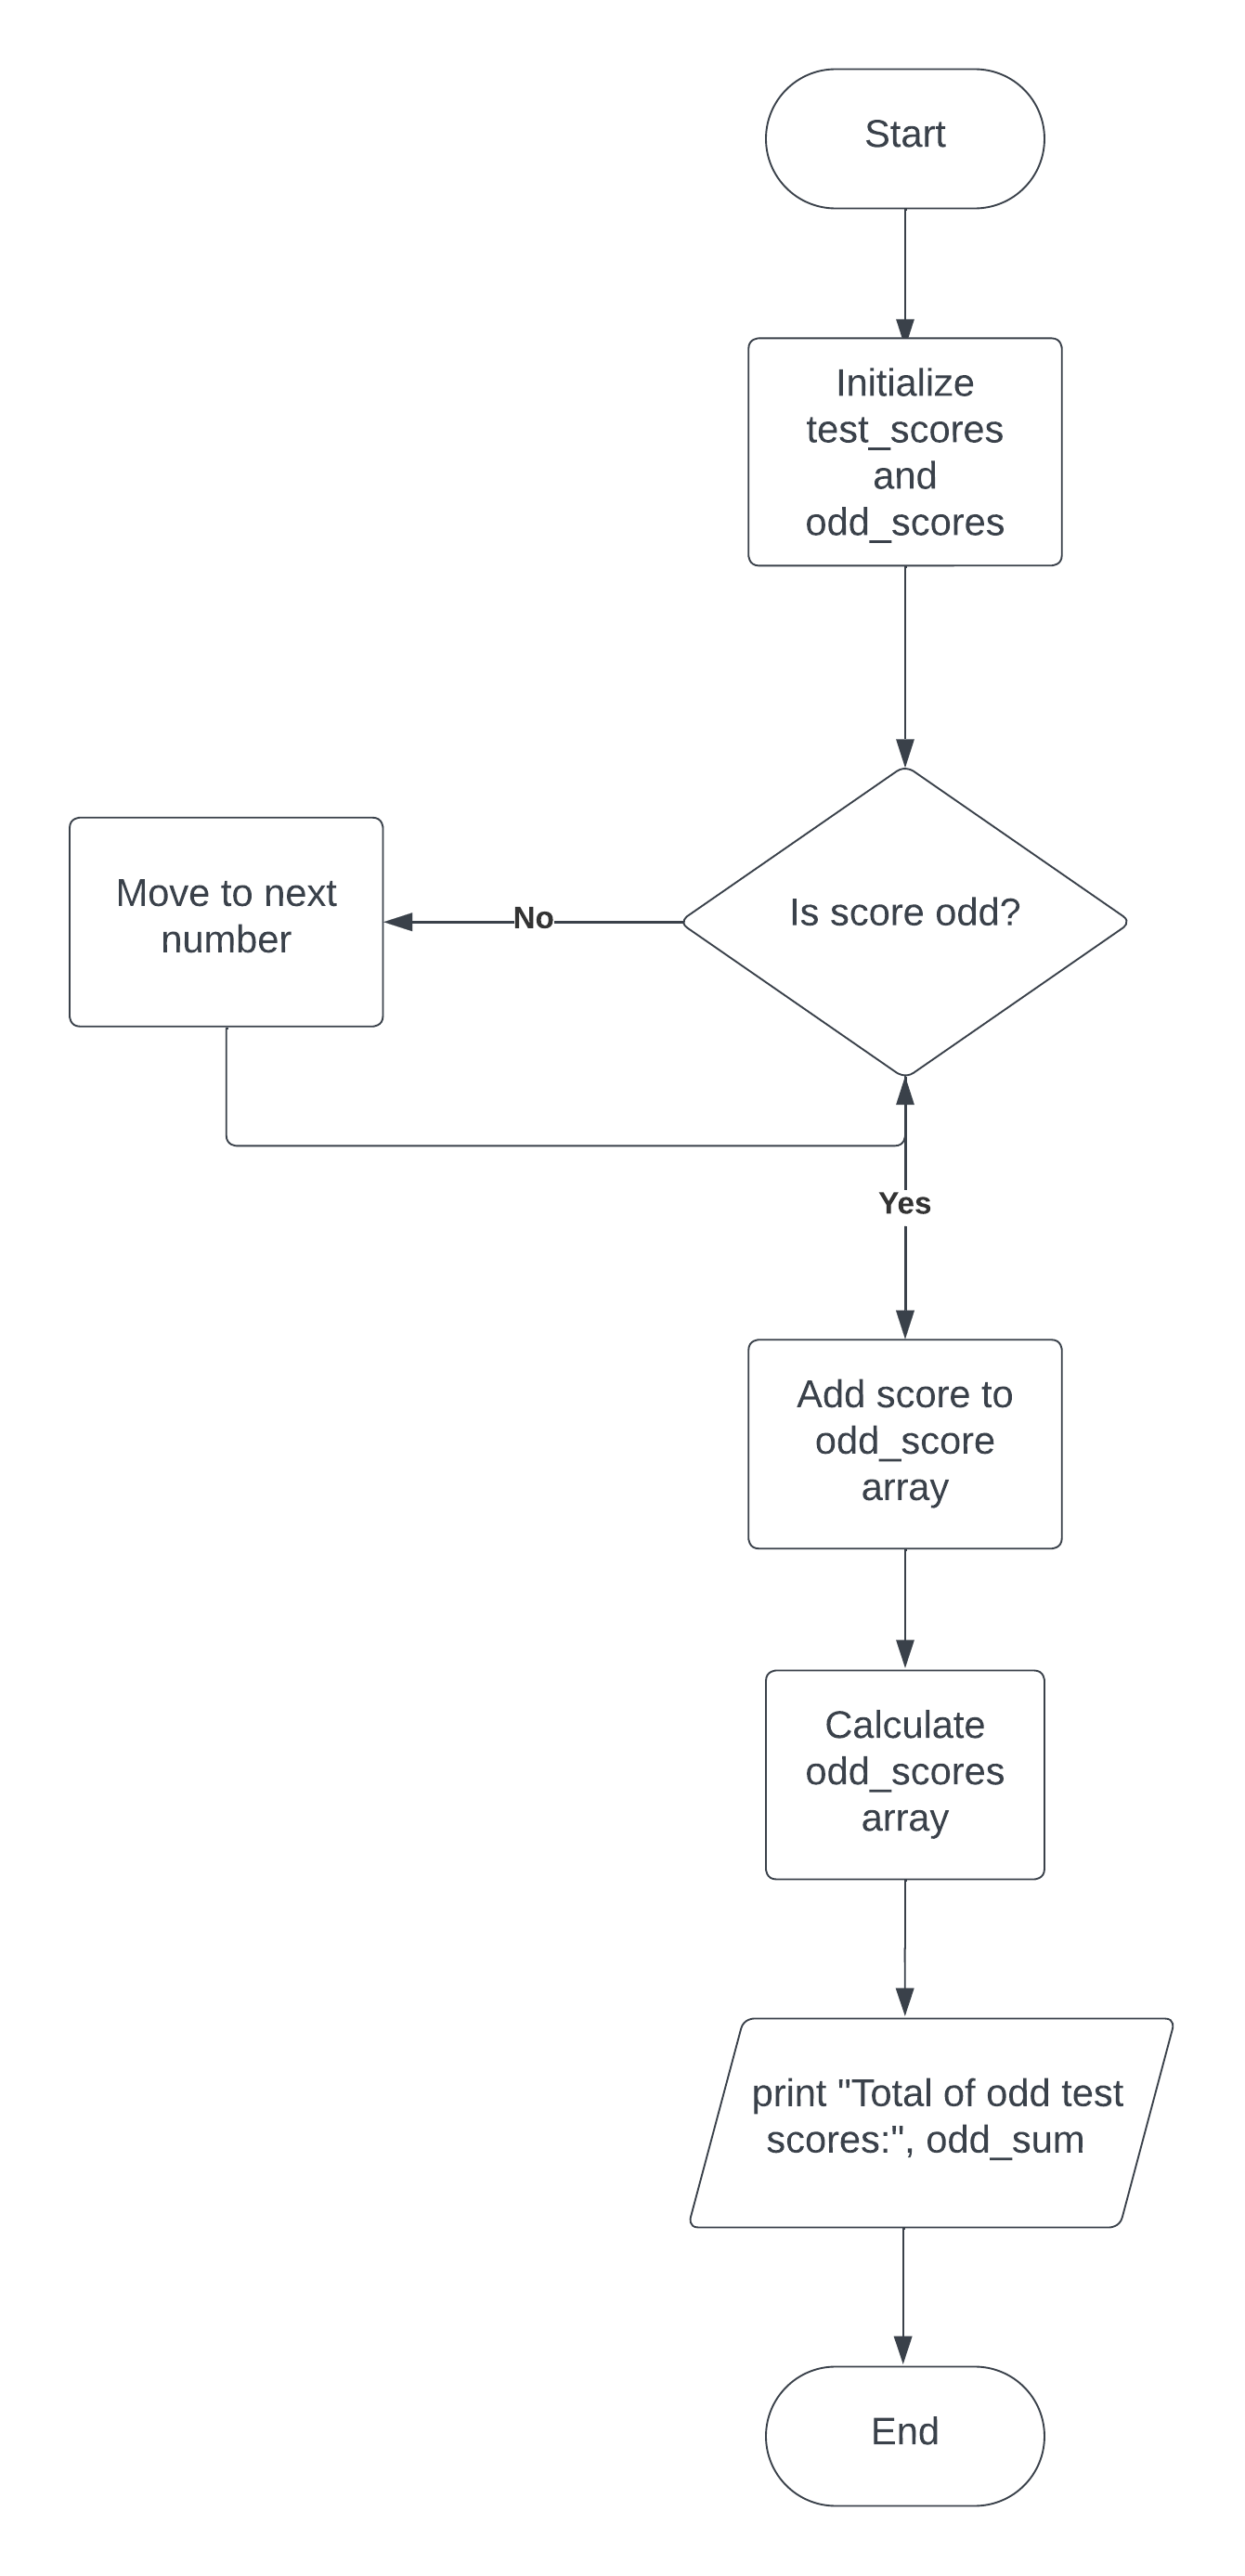 Start
Initialize
test_scores
and
odd_scores
Is score odd?
No
Move to next
number
Yes
Add score to
odd_score
array
Calculate
odd_scores
array
print "Total of odd test
scores:", odd_sum
End